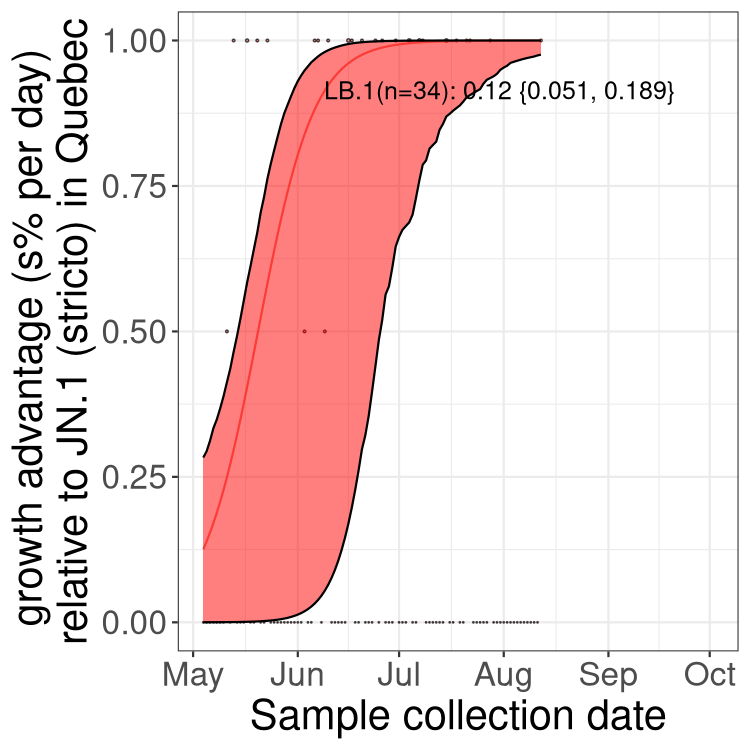 growth advantage (s% per day)
relative to JN.1 (stricto) in Quebec
1.00
0.75
0.50
0.25
0.00
LB.1(n=34): 0.12 {0.051, 0.189}
May Jun Jul Aug Sep Oct
Sample collection date